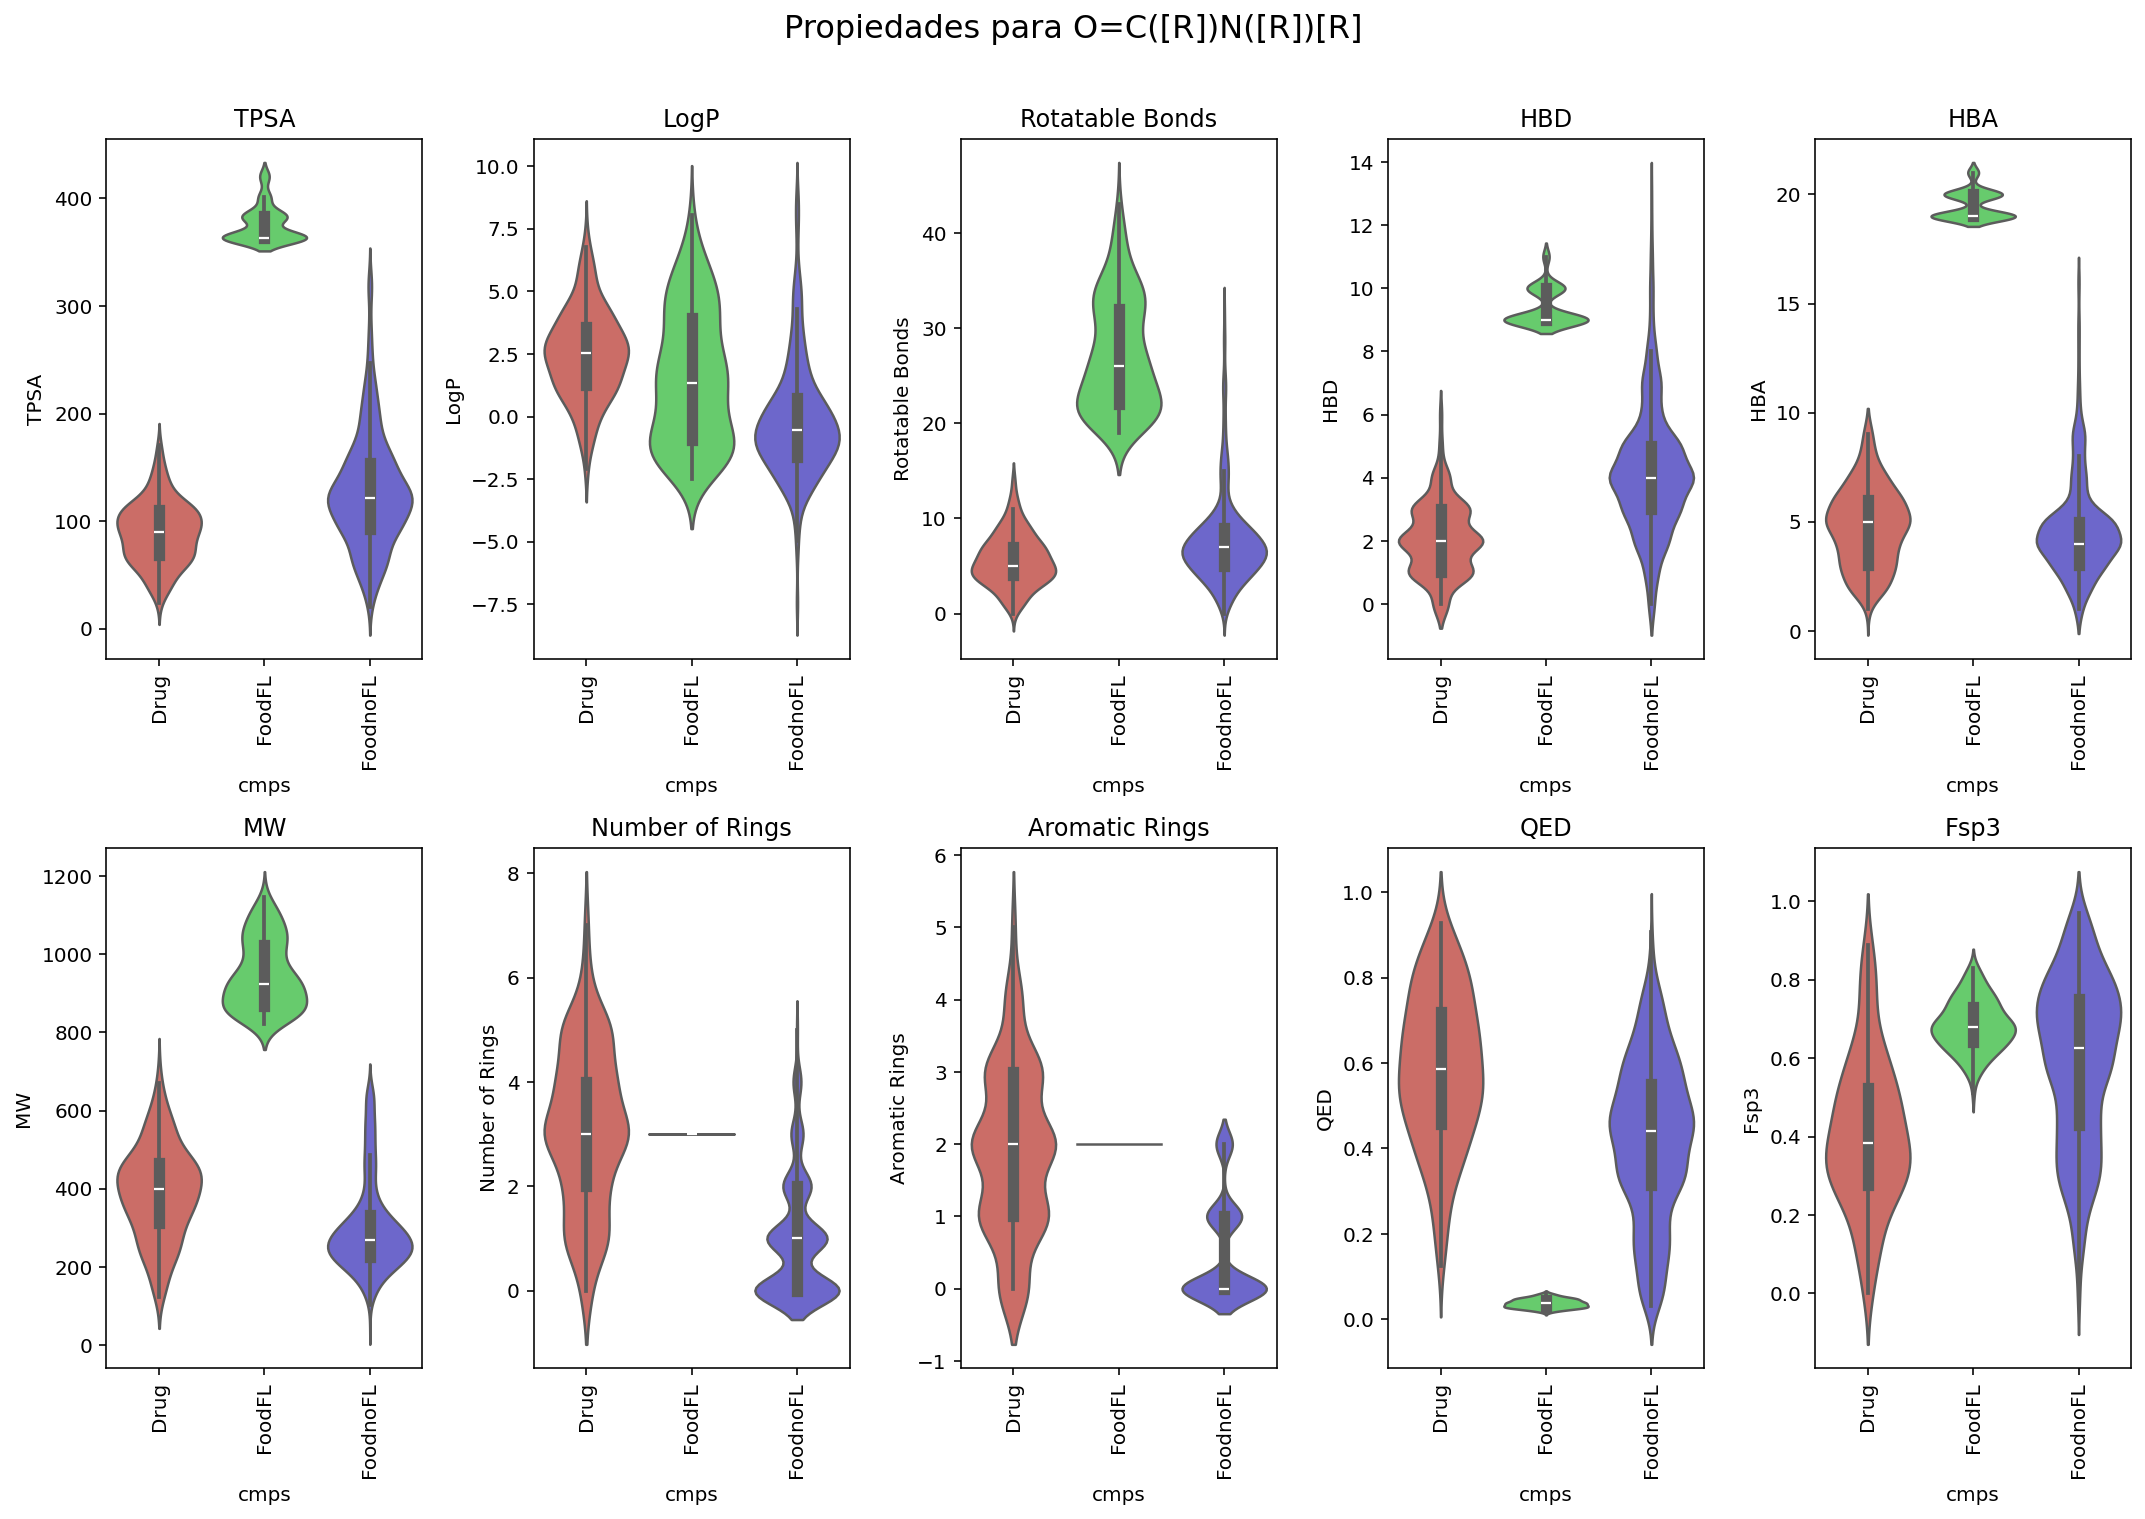 Propiedades para O=C([R])N([R])[R]
TPSA
TPSA
400
300
200
100
0
Drug
FoodFL
FoodnoFL
cmps
LogP
LogP
10.0
7.5
5.0
2.5
0.0
−2.5
−5.0
−7.5
Drug
FoodFL
FoodnoFL
cmps
Rotatable Bonds
Rotatable Bonds
40
30
20
10
0
Drug
FoodFL
FoodnoFL
cmps
HBD
HBD
14
12
10
8
6
4
2
0
Drug
FoodFL
FoodnoFL
cmps
HBA
HBA
20
15
10
5
0
Drug
FoodFL
FoodnoFL
cmps
MW
MW
1200
1000
800
600
400
200
0
Drug
FoodFL
FoodnoFL
cmps
Number of Rings
Number of Rings
8
6
4
2
0
Drug
FoodFL
FoodnoFL
cmps
Aromatic Rings
Aromatic Rings
6
5
4
3
2
1
0
−1
Drug
FoodFL
FoodnoFL
cmps
QED
QED
1.0
0.8
0.6
0.4
0.2
0.0
Drug
FoodFL
FoodnoFL
cmps
Fsp3
Fsp3
1.0
0.8
0.6
0.4
0.2
0.0
Drug
FoodFL
FoodnoFL
cmps